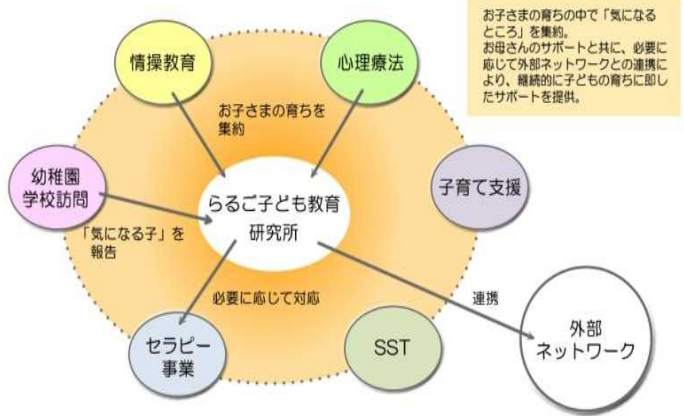 お子さまの育ちの中で「気になる
ところ」を集約。
お母さんのサポートと共に、必要に
応じて外部ネットワークとの連携
により、継続的に子どもの育ちに即し
たサポートを提供。
情操教育
心理療法
お子さまの育ちを
集約
幼稚園
学校訪問
らるご子ども教育
研究所
子育て支援
「気になる子」を
報告
必要に応じて対応
連携
セラピー
事業
SST
外部
ネットワーク